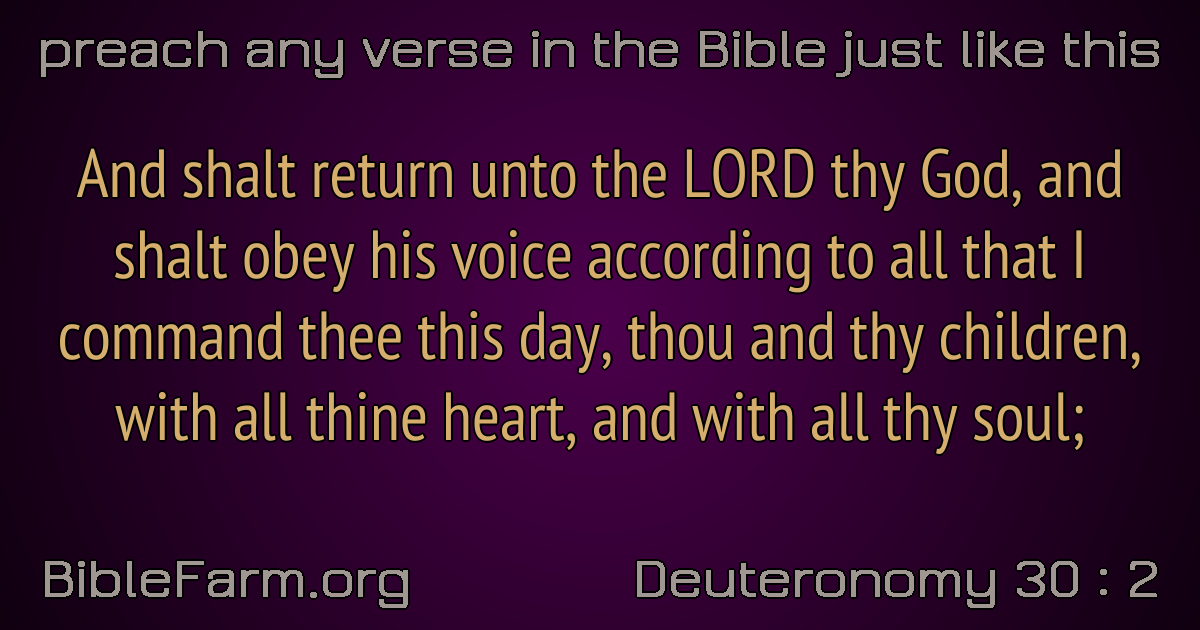 preach any verse in the Bible just like this
And shalt return unto the LORD thy God, and
shalt obey his voice according to all that I
command thee this day, thou and thy children,
with all thine heart, and with all thy soul;
BibleFarm.org
Deuteronomy 30 : 2